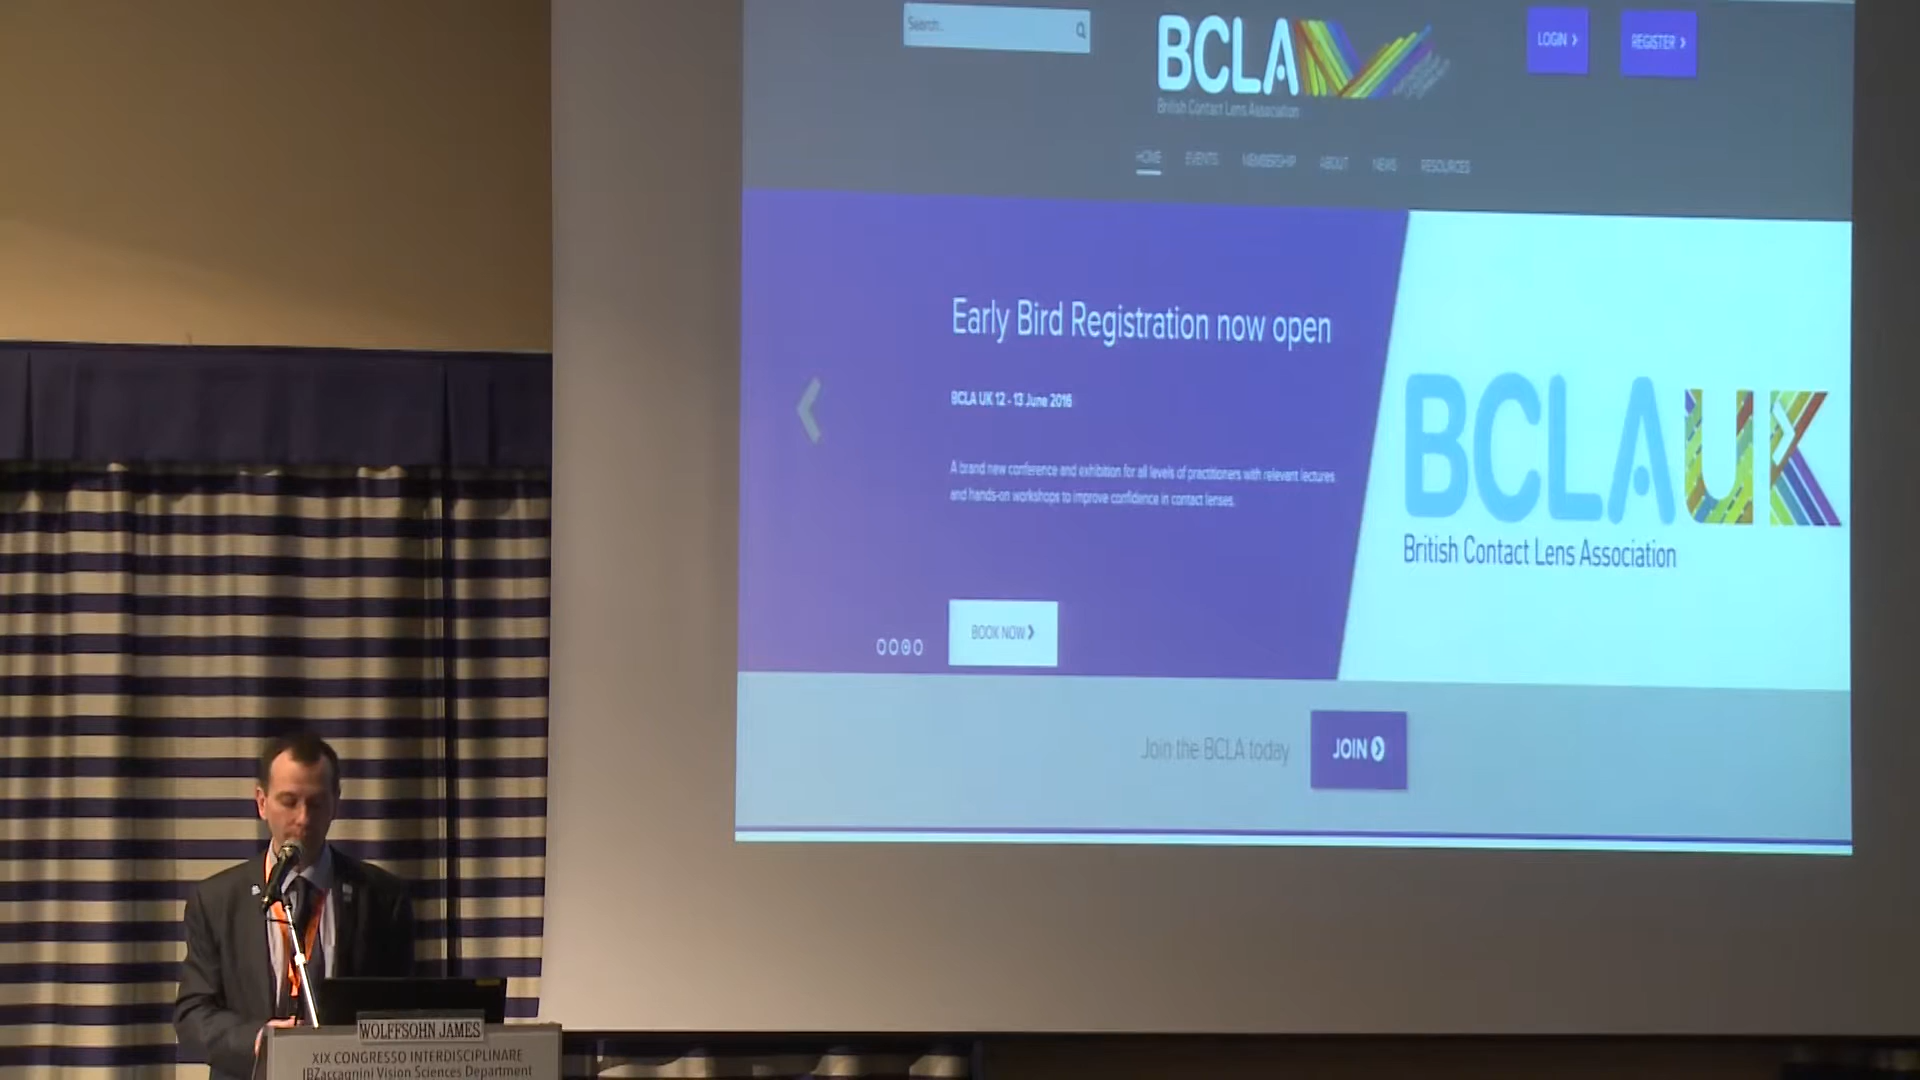 Search...
BCLA
British Contact Lens Association
LOGIN
REGISTER
HOME EVENTS MEMBERSHIP ABOUT NEWS RESOURCES
Early Bird Registration now open
BCLA UK 12 - 13 June 2016
A brand new conference and exhibition for all levels of practitioners with relevant lectures
and hands-on workshops to improve confidence in contact lenses.
BOOK NOW
BCLAUK
British Contact Lens Association
Join the BCLA today
JOIN
WOLFFSOHN JAMES
XIX CONGRESSO INTERDISCIPLINARE
IBZaccagnini Vision Sciences Department